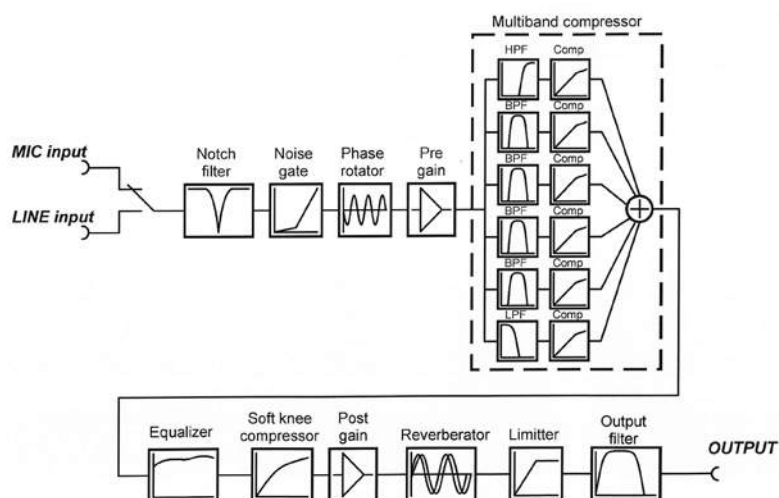 Multiband compressor
HPF Comp
BPF Comp
MIC input
Notch filter
Noise gate
Phase rotator
Pre gain
BPF Comp
LINE input
BPF Comp
BPF Comp
LPF Comp
Equalizer
Soft knee compressor
Post gain
Reverberator
Limitter
Output filter
OUTPUT